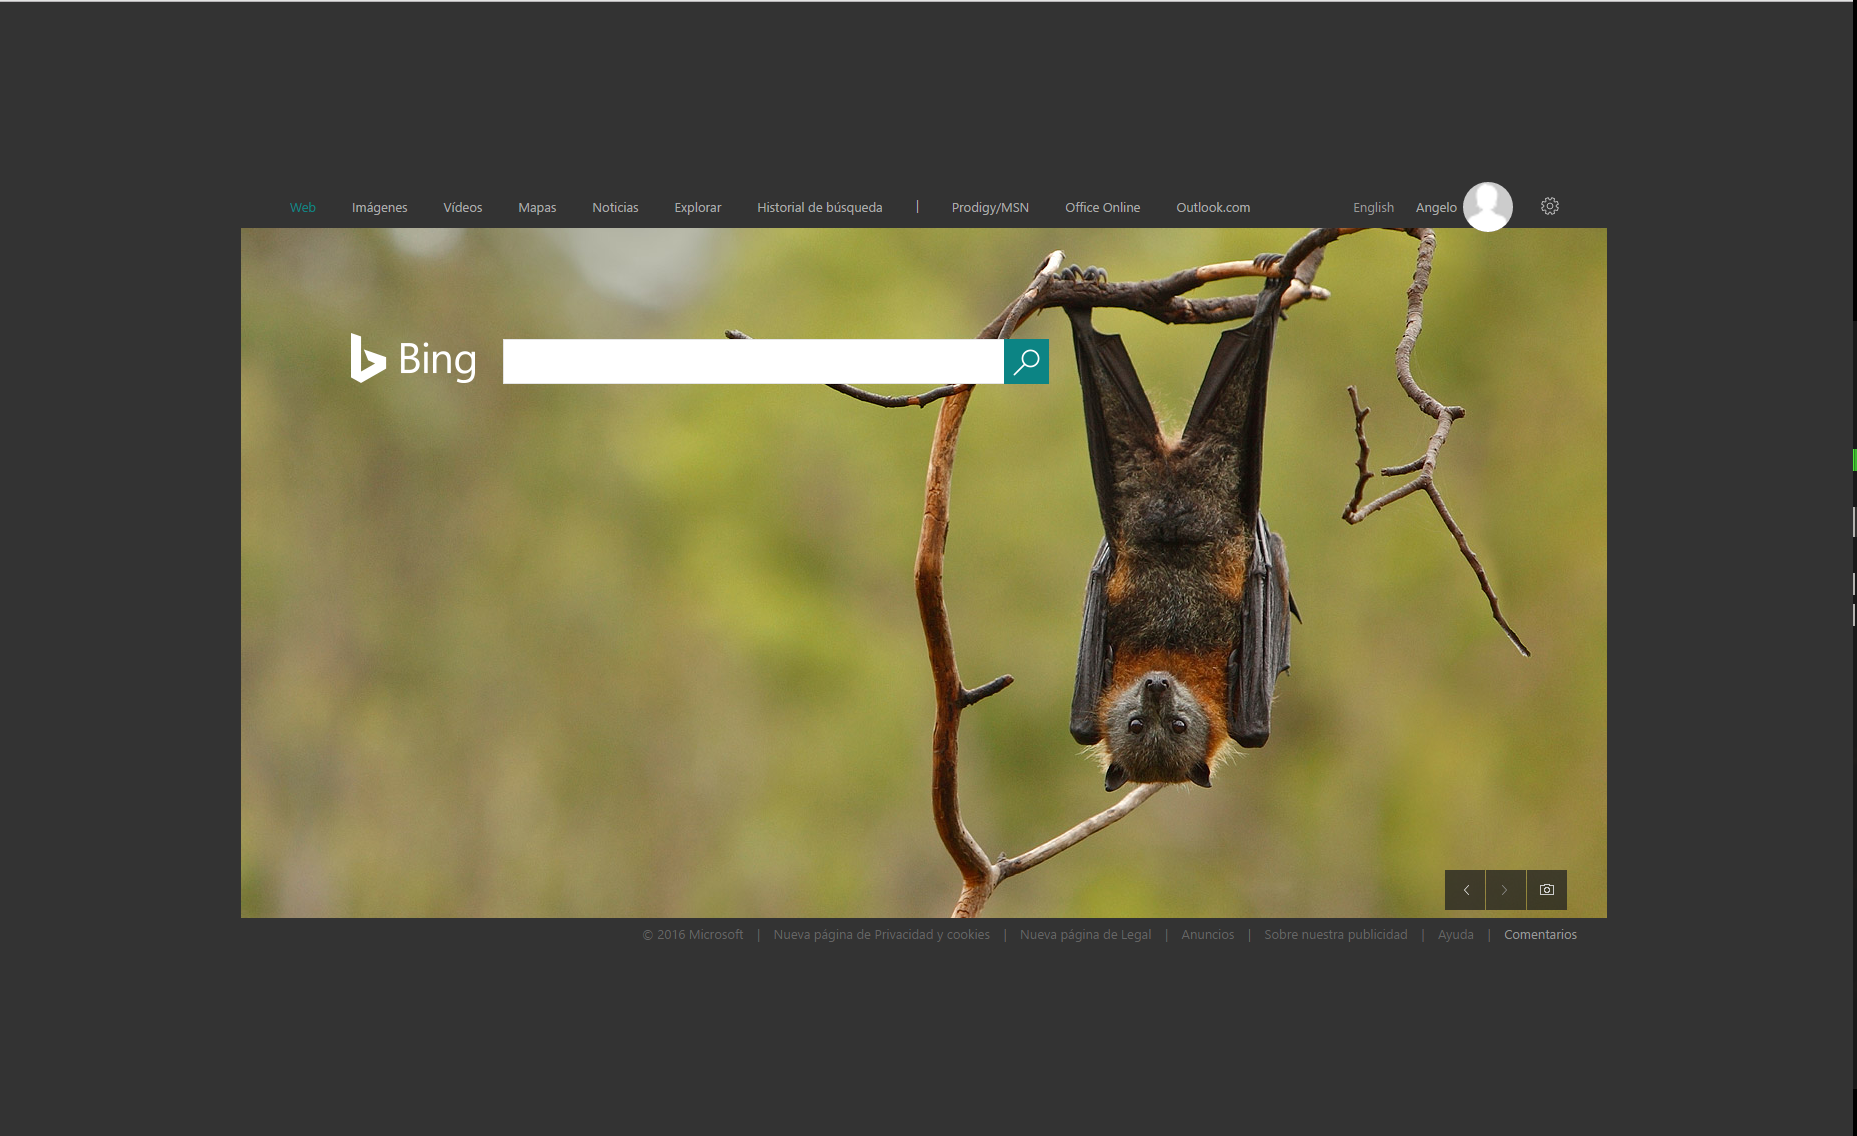 Web Imágenes Vídeos Mapas Noticias Explorar Historial de búsqueda | Prodigy/MSN Office Online Outlook.com English Angelo
Bing
© 2016 Microsoft | Nueva página de Privacidad y cookies | Nueva página de Legal | Anuncios | Sobre nuestra publicidad | Ayuda | Comentarios